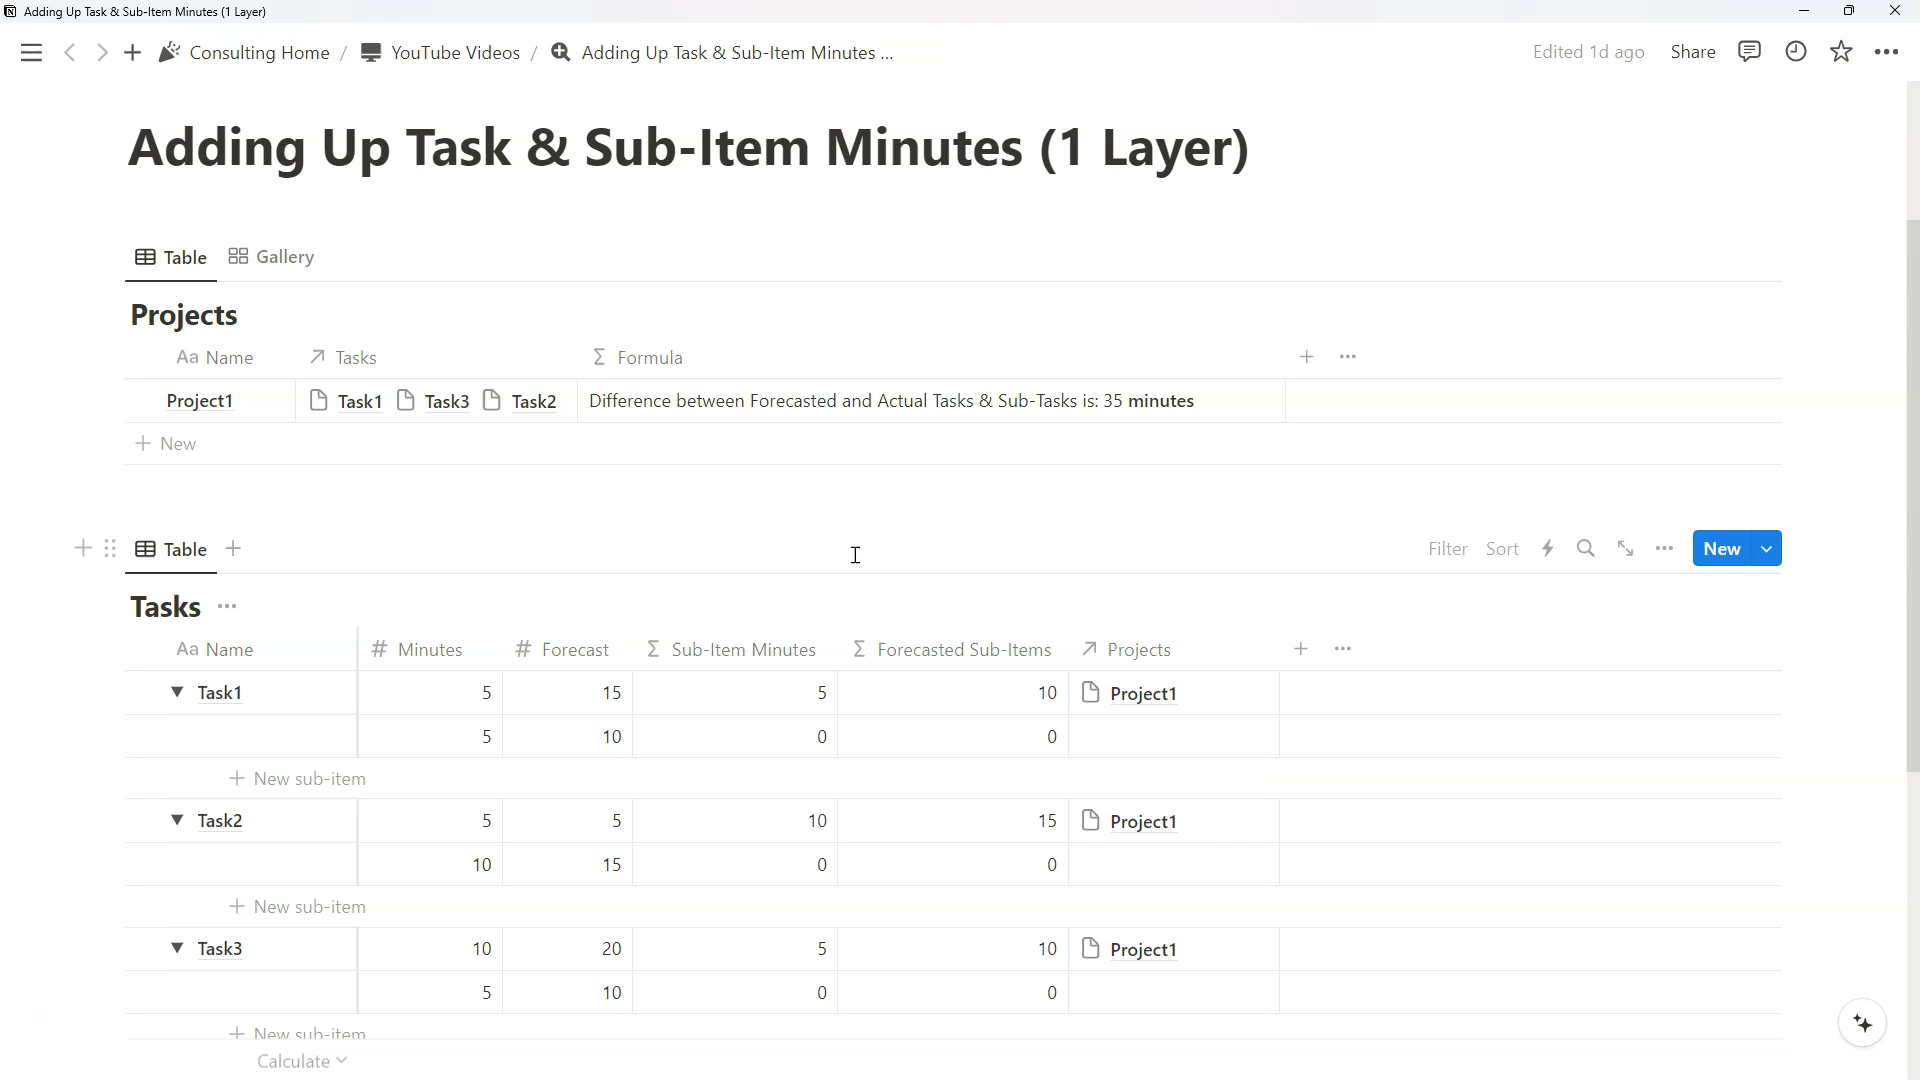 Adding Up Task & Sub-Item Minutes (1 Layer)
Consulting Home / YouTube Videos / Adding Up Task & Sub-Item Minutes ... Edited 1d ago Share
Adding Up Task & Sub-Item Minutes (1 Layer)
Table Gallery
Projects
Aa Name Tasks Σ Formula
Project1 Task1 Task3 Task2 Difference between Forecasted and Actual Tasks & Sub-Tasks is: 35 minutes
+ New
Table Filter Sort New
Tasks
Aa Name # Minutes # Forecast Σ Sub-Item Minutes Σ Forecasted Sub-Items Projects
Task1 5 15 5 10 Project1
5 10 0 0
+ New sub-item
Task2 5 5 10 15 Project1
10 15 0 0
+ New sub-item
Task3 10 20 5 10 Project1
5 10 0 0
+ New sub-item
Calculate